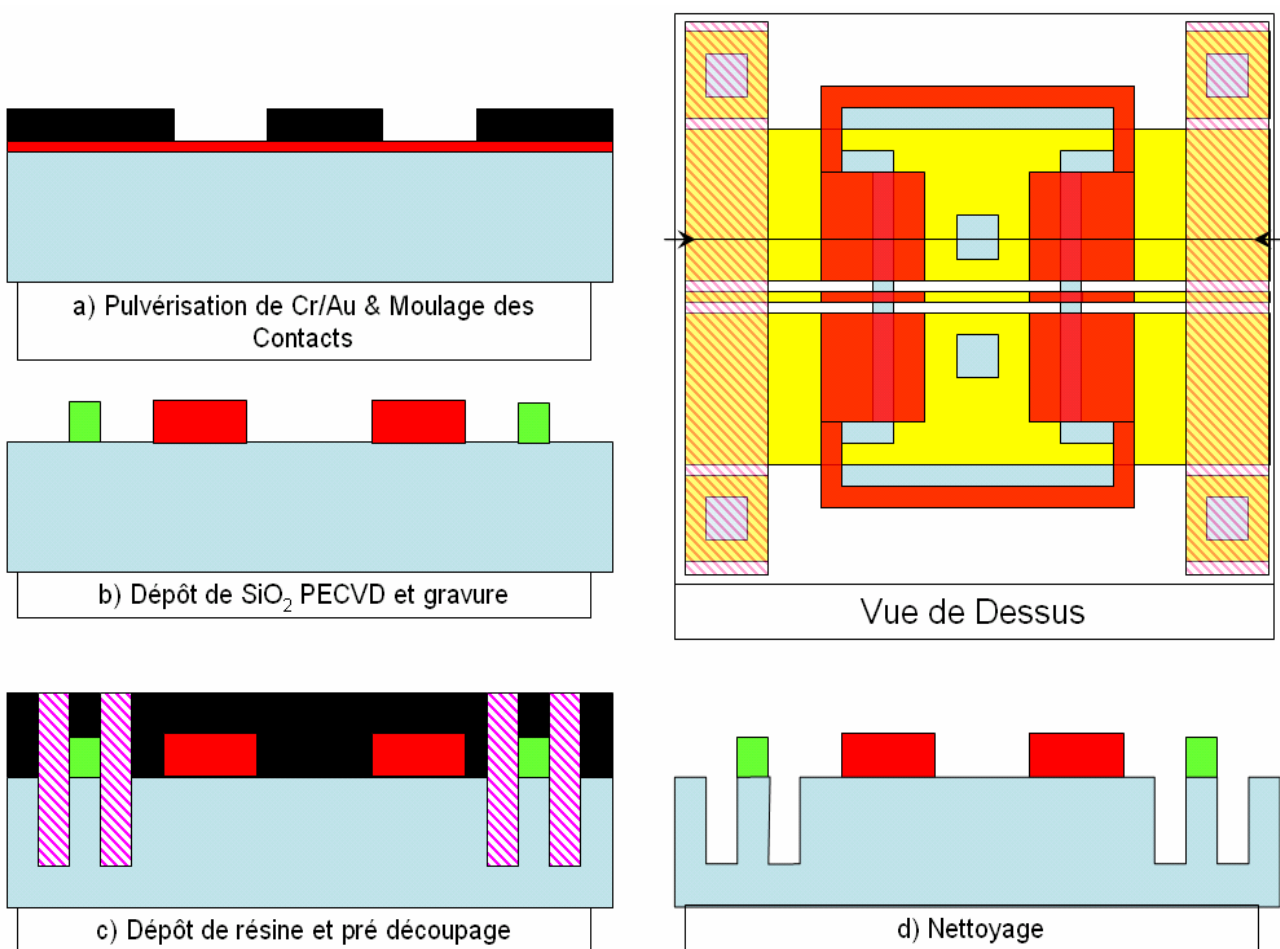 a) Pulvérisation de Cr/Au & Moulage des
Contacts
b) Dépôt de SiO₂ PECVD et gravure
Vue de Dessus
c) Dépôt de résine et pré découpage
d) Nettoyage